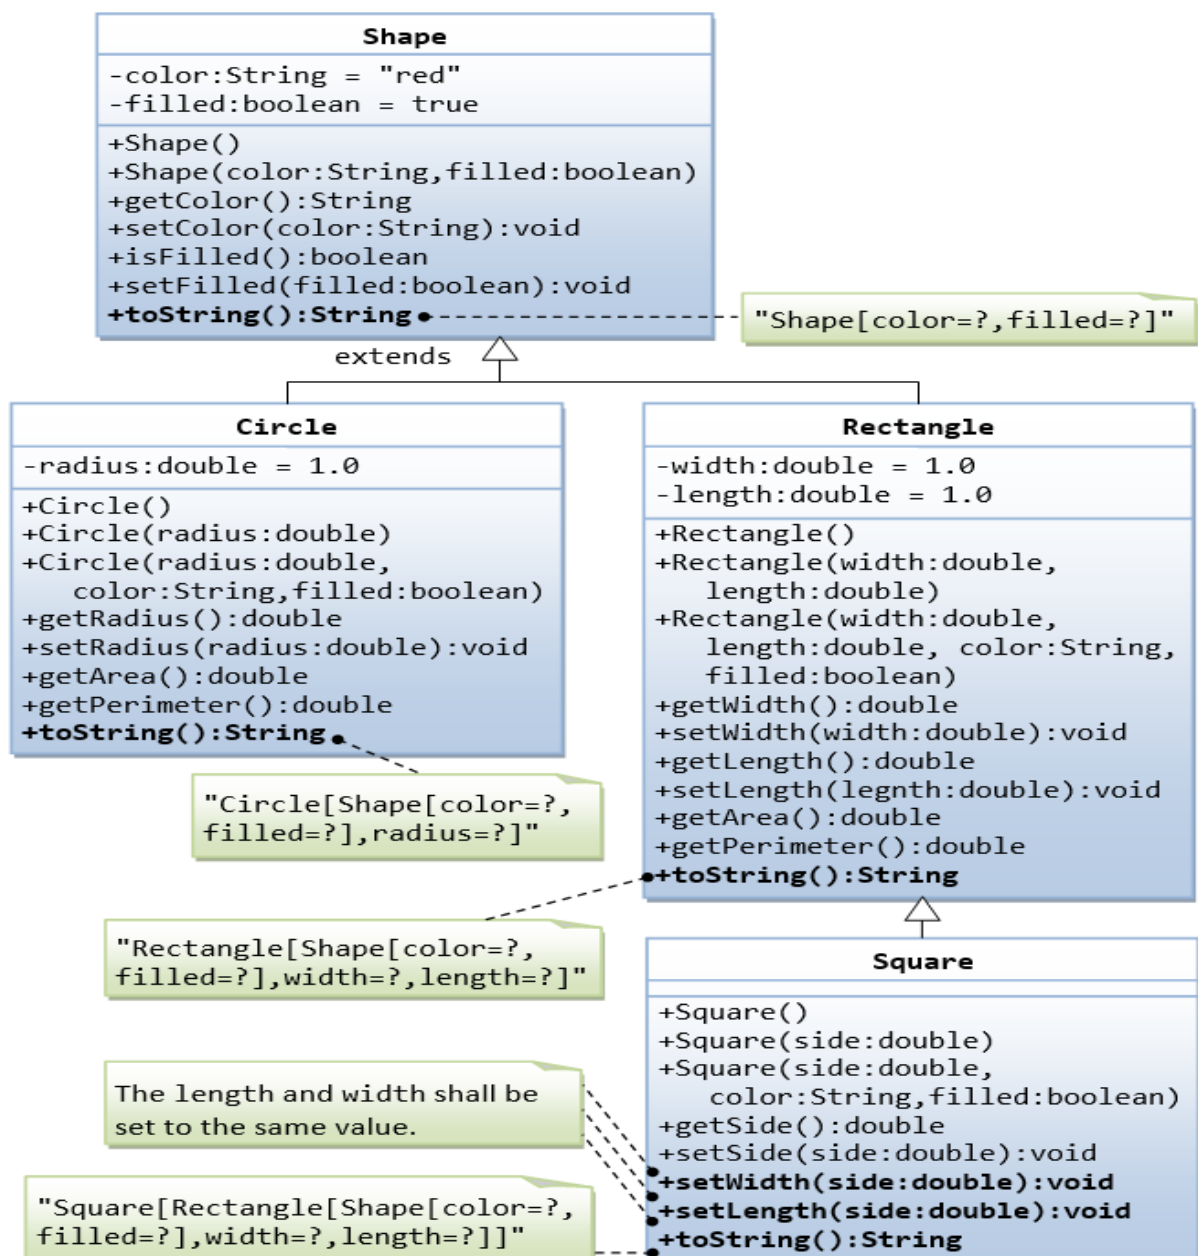 Shape
-color:String = "red"
-filled:boolean = true
+Shape()
+Shape(color:String,filled:boolean)
+getColor():String
+setColor(color:String):void
+isFilled():boolean
+setFilled(filled:boolean):void
+toString():String
"Shape[color=?,filled=?]"
extends
Circle
-radius:double = 1.0
+Circle()
+Circle(radius:double)
+Circle(radius:double,
color:String,filled:boolean)
+getRadius():double
+setRadius(radius:double):void
+getArea():double
+getPerimeter():double
+toString():String
"Circle[Shape[color=?,
filled=?],radius=?]"
Rectangle
-width:double = 1.0
-length:double = 1.0
+Rectangle()
+Rectangle(width:double,
length:double)
+Rectangle(width:double,
length:double, color:String,
filled:boolean)
+getWidth():double
+setWidth(width:double):void
+getLength():double
+setLength(legnth:double):void
+getArea():double
+getPerimeter():double
+toString():String
"Rectangle[Shape[color=?,
filled=?],width=?,length=?]"
Square
+Square()
+Square(side:double)
+Square(side:double,
color:String,filled:boolean)
+getSide():double
+setSide(side:double):void
+setWidth(side:double):void
+setLength(side:double):void
+toString():String
The length and width shall be
set to the same value.
"Square[Rectangle[Shape[color=?,
filled=?],width=?,length=?]]"